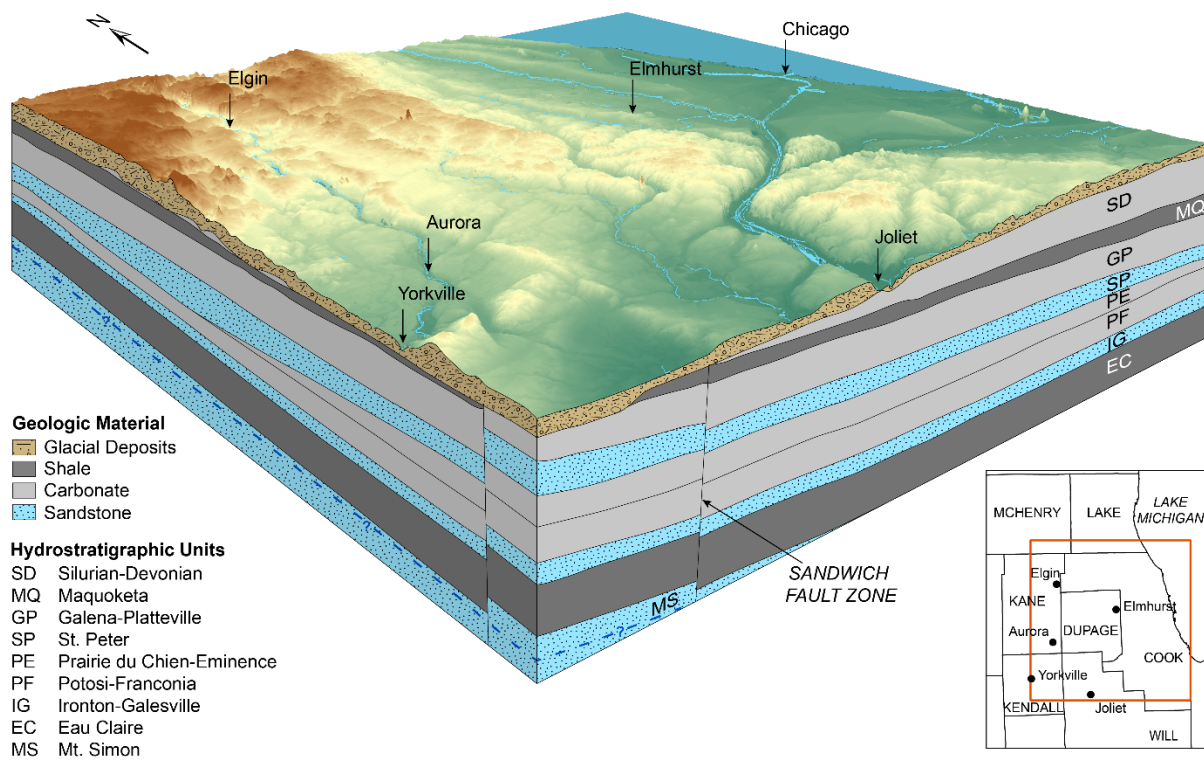 N
Chicago
Elgin
Elmhurst
Aurora
Joliet
Yorkville
SD
MQ
GP
SP
PE
PF
IG
EC
MS
?
?
?
?
SANDWICH
FAULT ZONE
Geologic Material
Glacial Deposits
Shale
Carbonate
Sandstone
Hydrostratigraphic Units
SD Silurian-Devonian
MQ Maquoketa
GP Galena-Platteville
SP St. Peter
PE Prairie du Chien-Eminence
PF Potosi-Franconia
IG Ironton-Galesville
EC Eau Claire
MS Mt. Simon
MCHENRY
LAKE
LAKE
MICHIGAN
Elgin
KANE
Elmhurst
Aurora
DUPAGE
COOK
Yorkville
KENDALL
Joliet
WILL